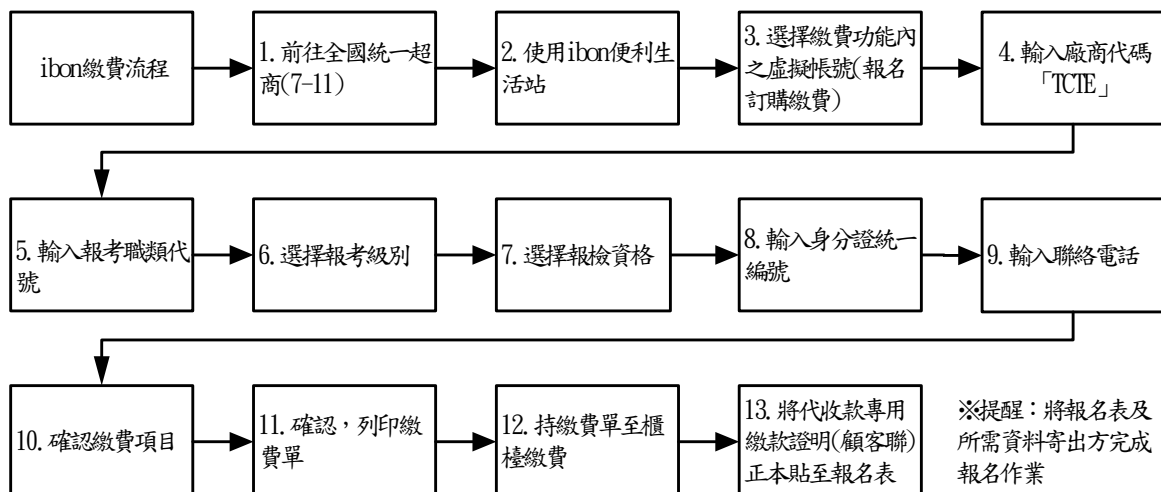 ibon繳費流程
1. 前往全國統一超
商(7-11)
2. 使用ibon便利生
活站
3. 選擇繳費功能內
之虛擬帳號(報名
訂購繳費)
4. 輸入廠商代碼
「TCTE」
5. 輸入報考職類代
號
6. 選擇報考級別
7. 選擇報檢資格
8. 輸入身分證統一
編號
9. 輸入聯絡電話
10. 確認繳費項目
11. 確認，列印繳
費單
12. 持繳費單至櫃
檯繳費
13. 將代收款專用
繳款證明(顧客聯)
正本貼至報名表
※提醒：將報名表及
所需資料寄出方完成
報名作業